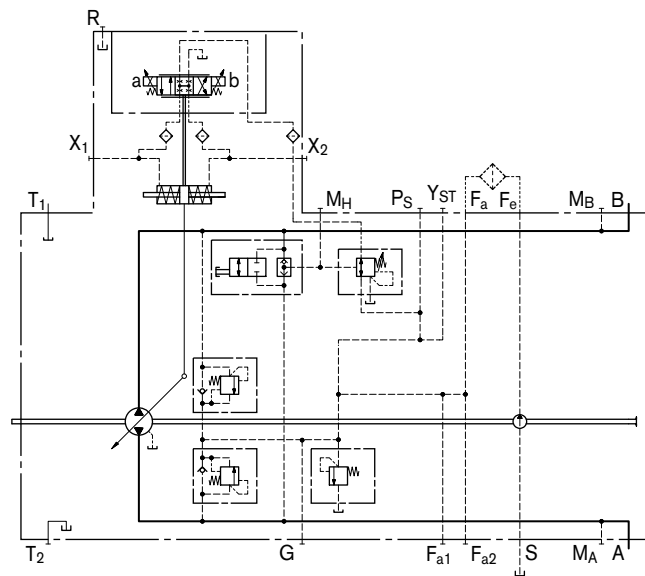 R
a b
X1 X2
T1 MH PS YST Fa Fe MB B
T2 G Fa1 Fa2 S MA A